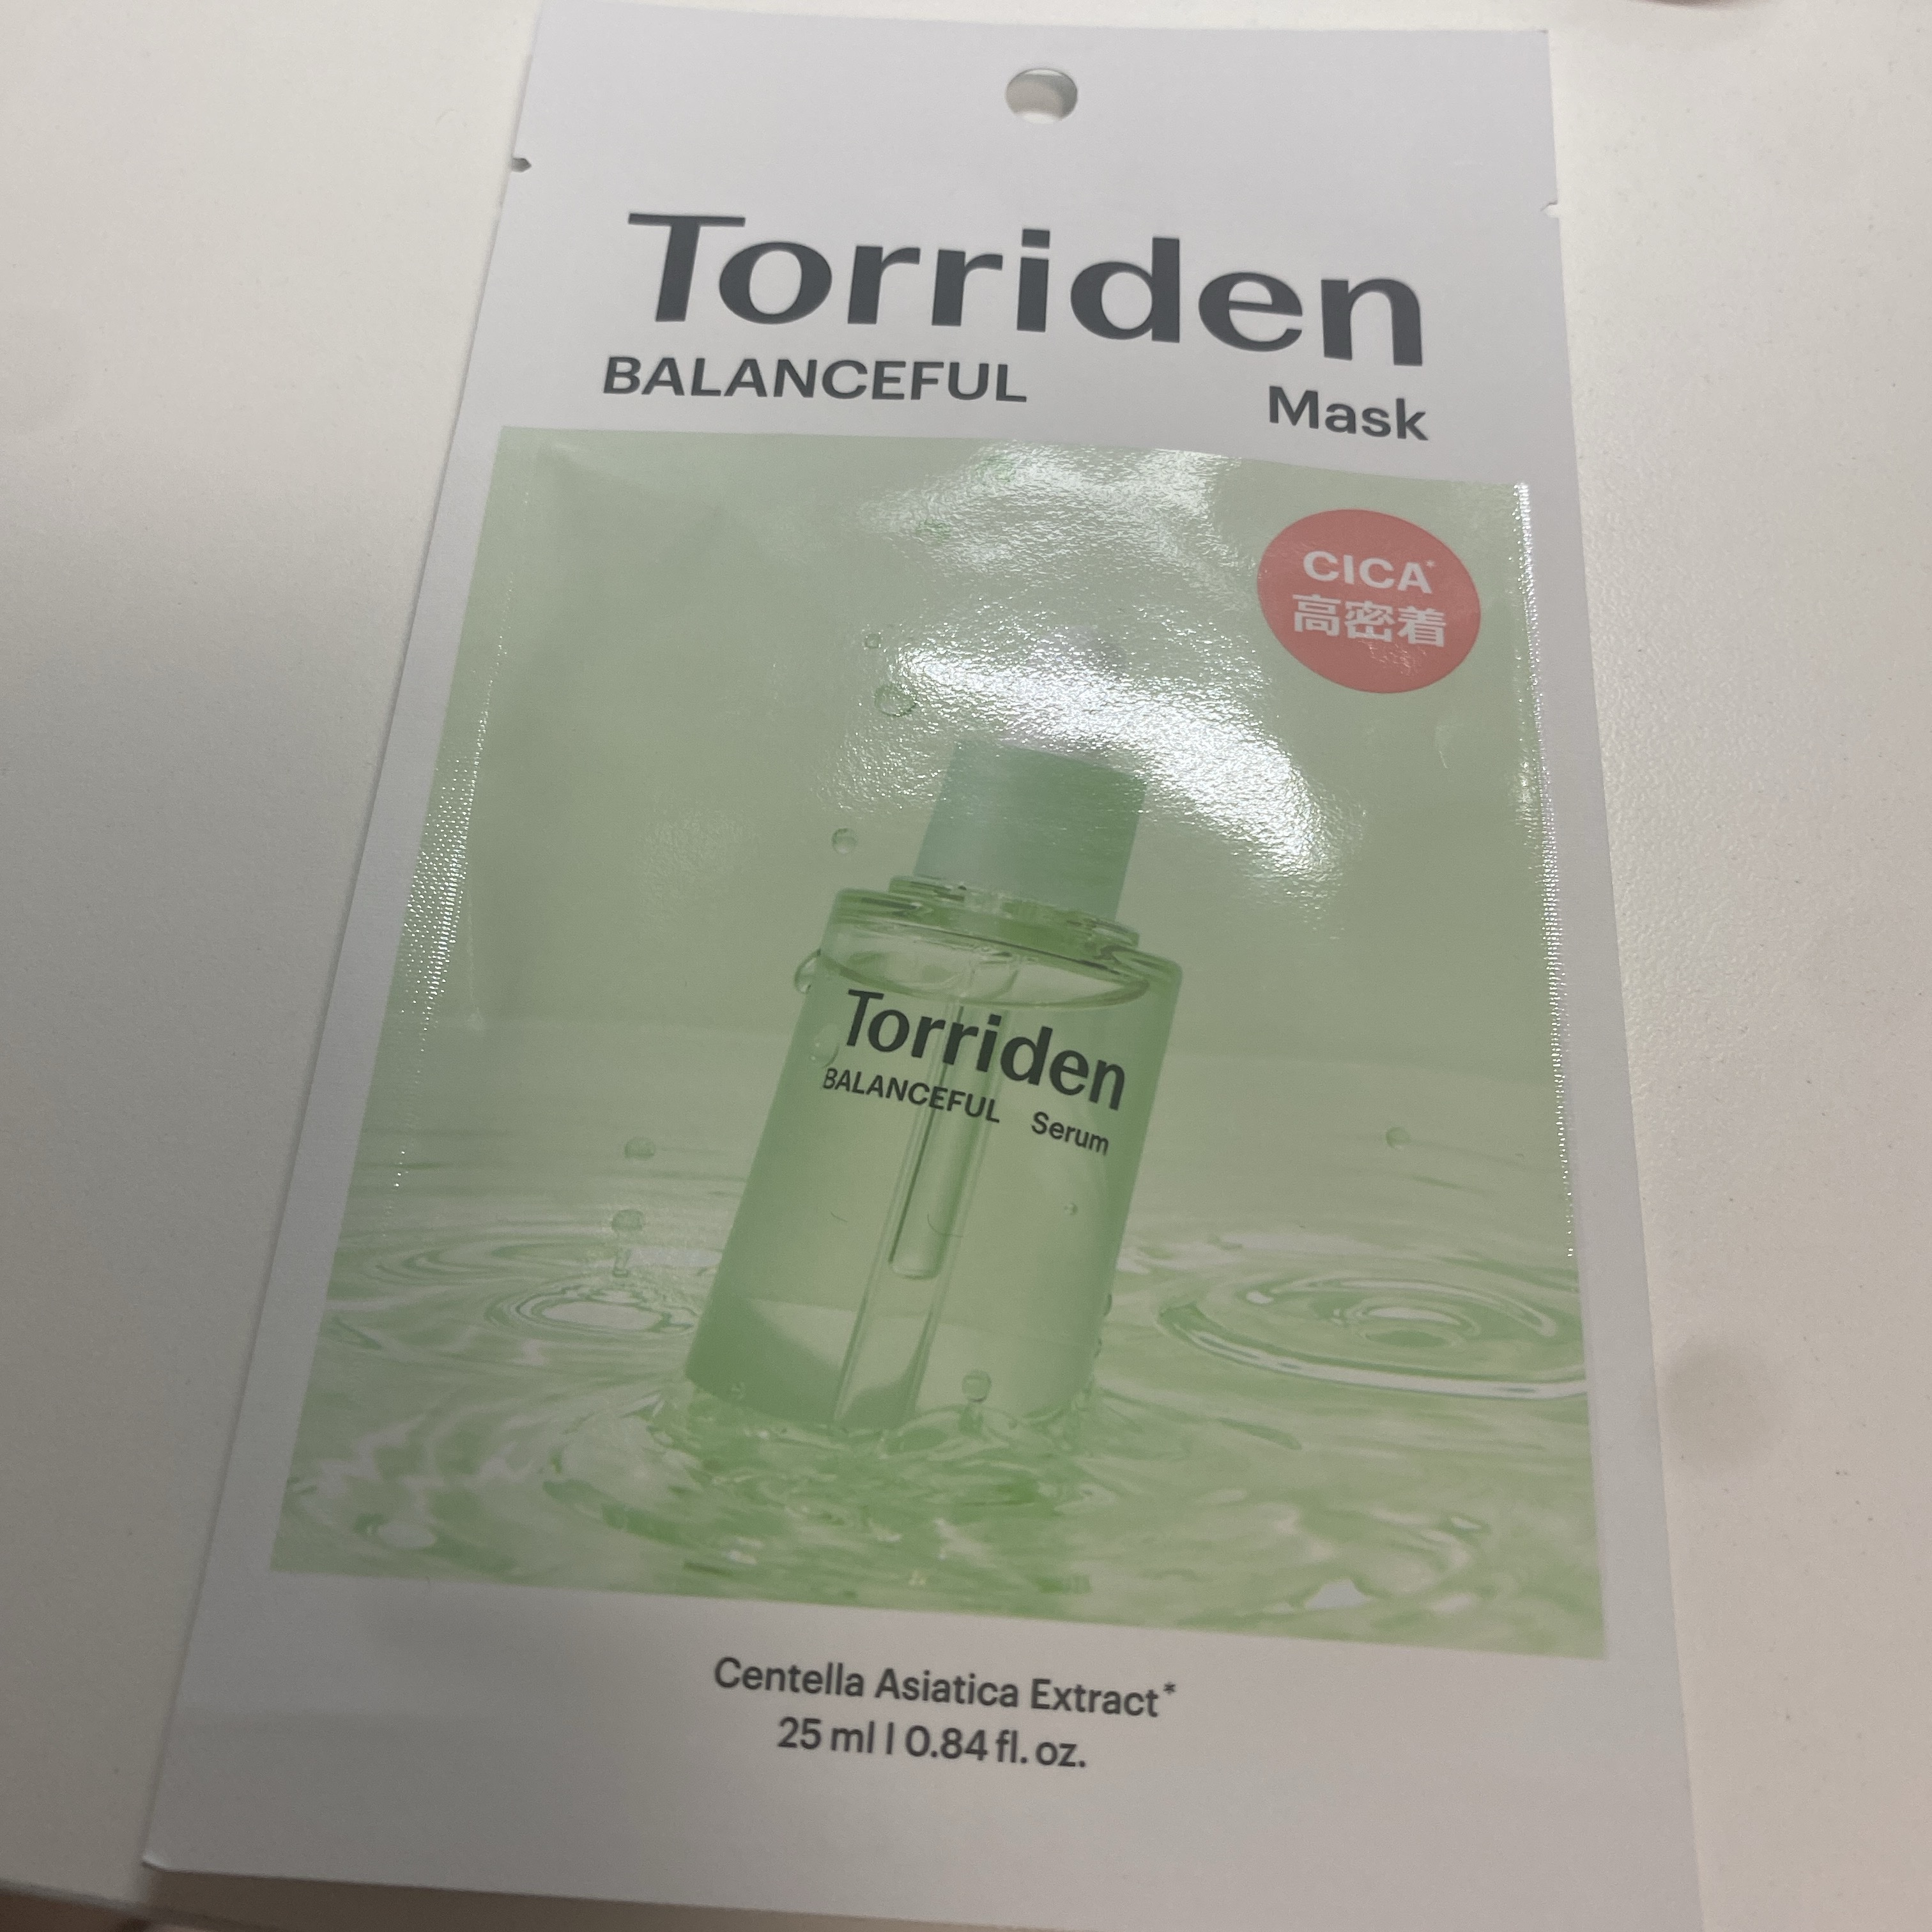 Torriden
BALANCEFUL Mask
CICA*
高密着
Torriden
BALANCEFUL Serum
Centella Asiatica Extract*
25 ml | 0.84 fl. oz.